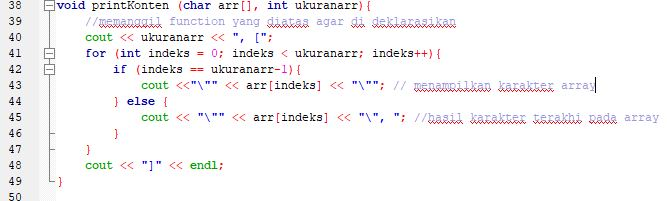 38 void printKonten (char arr[], int ukuranarr){
39 //memanggil function yang diatas agar di deklarasikan
40 cout << ukuranarr << ", [";
41 for (int indeks = 0; indeks < ukuranarr; indeks++){
42 if (indeks == ukuranarr-1){
43 cout <<"\"" << arr[indeks] << "\""; // menampilkan karakter array
44 } else {
45 cout << "\"" << arr[indeks] << "\", "; //hasil karakter terakhi pada array
46 }
47 }
48 cout << "]" << endl;
49 }
50